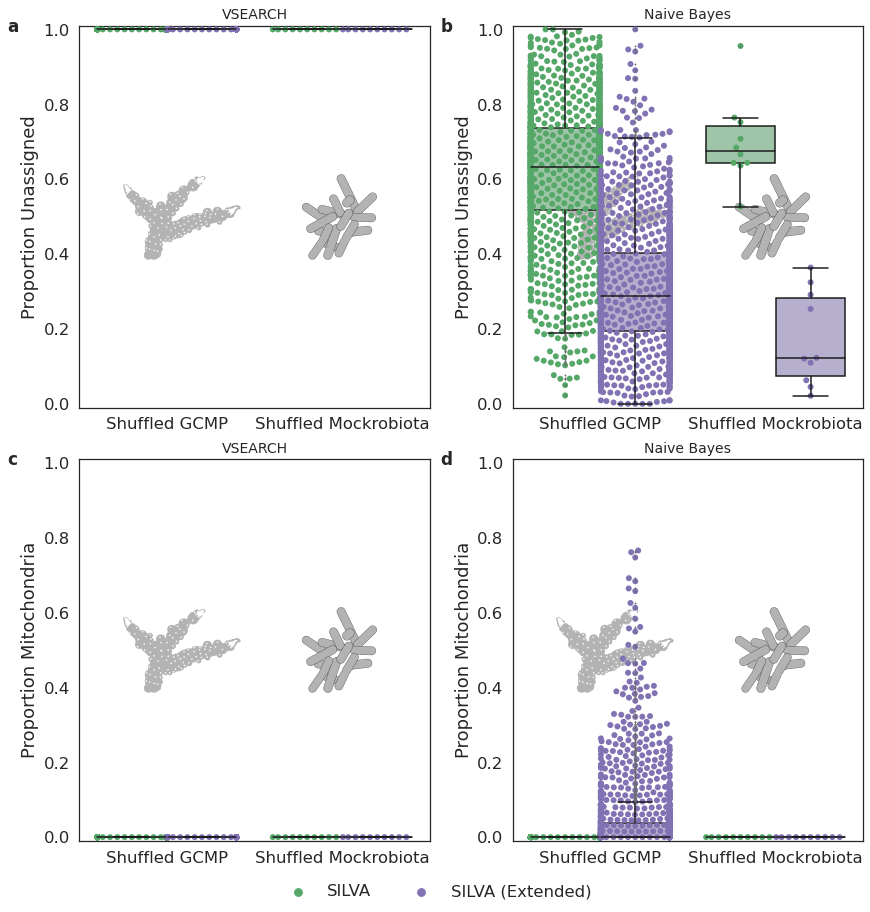 a
VSEARCH
Proportion Unassigned
1.0
0.8
0.6
0.4
0.2
0.0
Shuffled GCMP
Shuffled Mockrobiota
b
Naive Bayes
Proportion Unassigned
1.0
0.8
0.6
0.4
0.2
0.0
Shuffled GCMP
Shuffled Mockrobiota
c
VSEARCH
Proportion Mitochondria
1.0
0.8
0.6
0.4
0.2
0.0
Shuffled GCMP
Shuffled Mockrobiota
d
Naive Bayes
Proportion Mitochondria
1.0
0.8
0.6
0.4
0.2
0.0
Shuffled GCMP
Shuffled Mockrobiota
SILVA
SILVA (Extended)